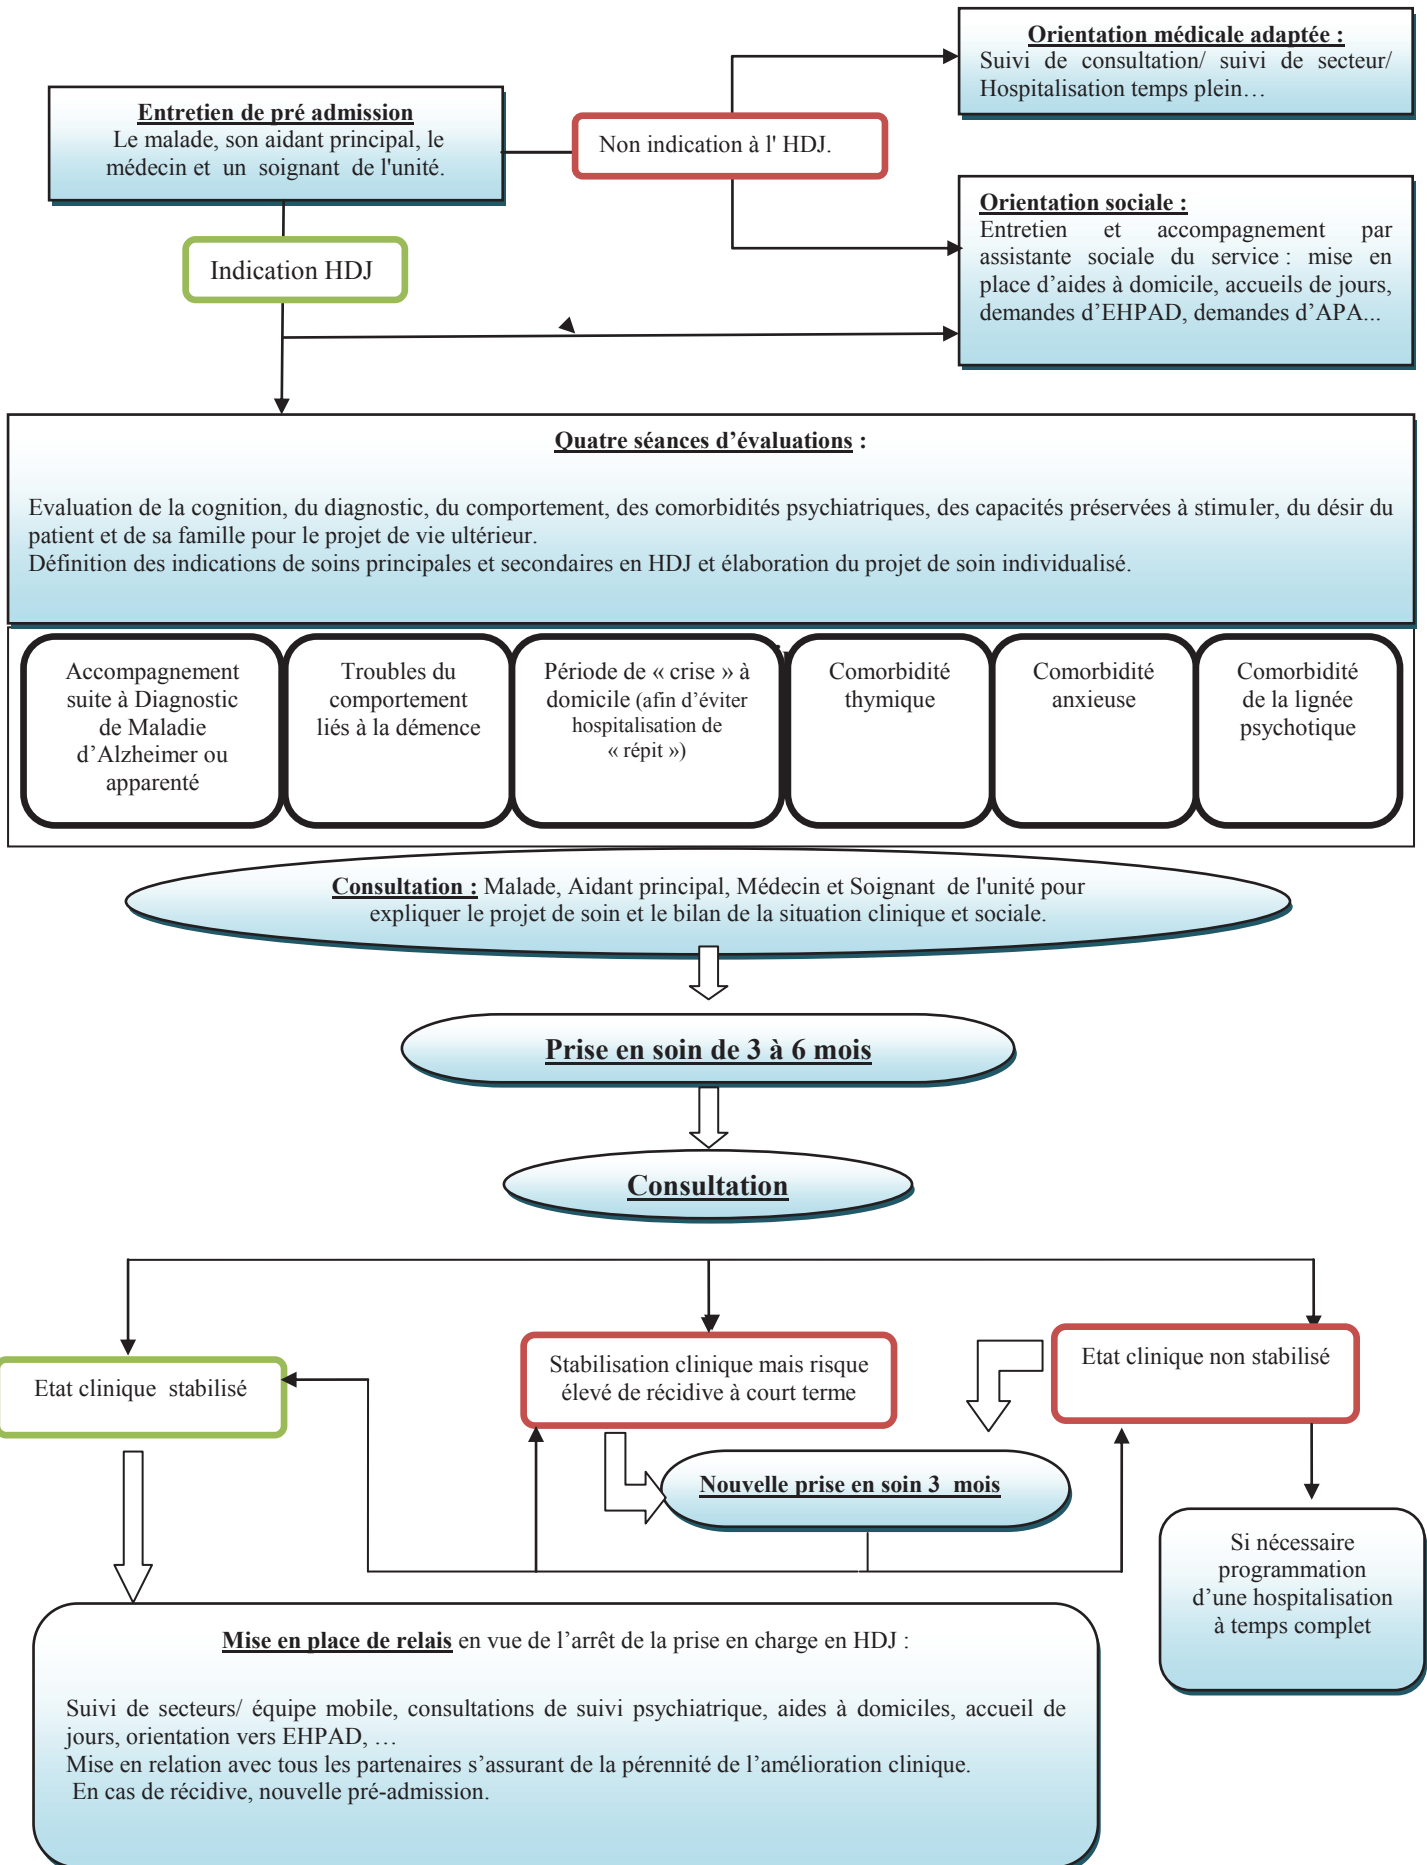 Orientation médicale adaptée :
Suivi de consultation/ suivi de secteur/
Hospitalisation temps plein…
Entretien de pré admission
Le malade, son aidant principal, le
médecin et un soignant de l'unité.
Non indication à l' HDJ.
Orientation sociale :
Entretien et accompagnement par
assistante sociale du service : mise en
place d’aides à domicile, accueils de jours,
demandes d’EHPAD, demandes d’APA...
Indication HDJ
Quatre séances d’évaluations :
Evaluation de la cognition, du diagnostic, du comportement, des comorbidités psychiatriques, des capacités préservées à stimuler, du désir du
patient et de sa famille pour le projet de vie ultérieur.
Définition des indications de soins principales et secondaires en HDJ et élaboration du projet de soin individualisé.
Accompagnement
suite à Diagnostic
de Maladie
d’Alzheimer ou
apparenté
Troubles du
comportement
liés à la démence
Période de « crise » à
domicile (afin d’éviter
hospitalisation de
« répit »)
Comorbidité
thymique
Comorbidité
anxieuse
Comorbidité
de la lignée
psychotique
Consultation : Malade, Aidant principal, Médecin et Soignant de l'unité pour
expliquer le projet de soin et le bilan de la situation clinique et sociale.
Prise en soin de 3 à 6 mois
Consultation
Etat clinique stabilisé
Stabilisation clinique mais risque
élevé de récidive à court terme
Etat clinique non stabilisé
Nouvelle prise en soin 3 mois
Si nécessaire
programmation
d’une hospitalisation
à temps complet
Mise en place de relais en vue de l’arrêt de la prise en charge en HDJ :
Suivi de secteurs/ équipe mobile, consultations de suivi psychiatrique, aides à domiciles, accueil de
jours, orientation vers EHPAD, …
Mise en relation avec tous les partenaires s’assurant de la pérennité de l’amélioration clinique.
En cas de récidive, nouvelle pré-admission.